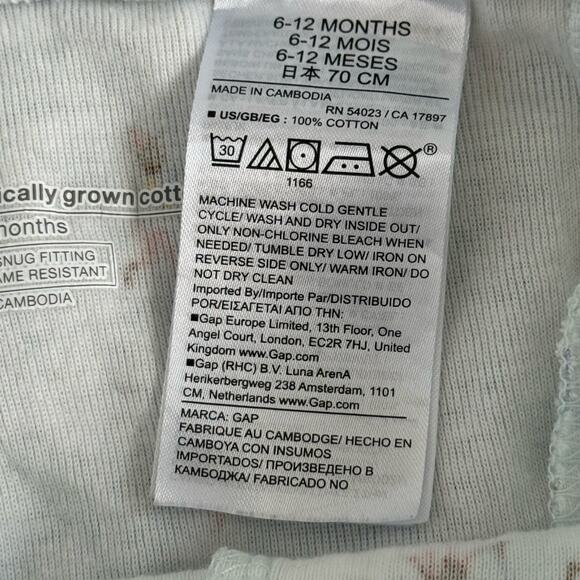 6-12 MONTHS
6-12 MOIS
6-12 MESES
日本 70 CM
MADE IN CAMBODIA
RN 54023 / CA 17897
■ US/GB/EG : 100% COTTON
30
®
1166
MACHINE WASH COLD GENTLE
CYCLE/ WASH AND DRY INSIDE OUT/
ONLY NON-CHLORINE BLEACH WHEN
NEEDED/ TUMBLE DRY LOW/ IRON ON
REVERSE SIDE ONLY/ WARM IRON/ DO
NOT DRY CLEAN
Imported By/Importe Par/DISTRIBUIDO
POR/ΕΙΣΑΓΕΤΑΙ ΑΠΟ ΤΗΝ:
■Gap Europe Limited, 13th Floor, One
Angel Court, London, EC2R 7HJ, United
Kingdom www.Gap.com
■Gap (RHC) B.V. Luna ArenA
Herikerbergweg 238 Amsterdam, 1101
CM, Netherlands www.Gap.com
MARCA: GAP
FABRIQUE AU CAMBODGE/ HECHO EN
CAMBOYA CON INSUMOS
IMPORTADOS/ ПРОИЗВЕДЕНО В
КАМБОДЖА/ FABRICADO NO
ically grown cott
months
SNUG FITTING
AME RESISTANT
CAMBODIA